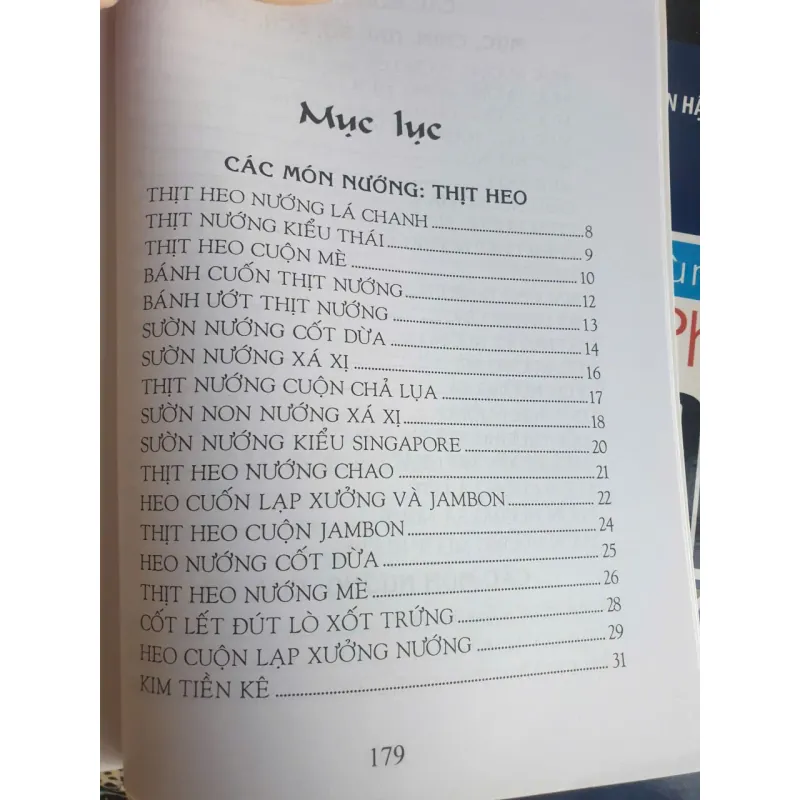 Mục lục
CÁC MÓN NƯỚNG: THỊT HEO
THỊT HEO NƯỚNG LÁ CHANH 8
THỊT NƯỚNG KIỂU THÁI 9
THỊT HEO CUỘN MÈ 10
BÁNH CUỐN THỊT NƯỚNG 12
BÁNH ƯỚT THỊT NƯỚNG 13
SƯỜN NƯỚNG CỐT DỪA 14
SƯỜN NƯỚNG XÁ XỊ 16
THỊT NƯỚNG CUỘN CHẢ LỤA 17
SƯỜN NON NƯỚNG XÁ XỊ 18
SƯỜN NƯỚNG KIỂU SINGAPORE 20
THỊT HEO NƯỚNG CHAO 21
HEO CUỐN LẠP XƯỞNG VÀ JAMBON 22
THỊT HEO CUỘN JAMBON 24
HEO NƯỚNG CỐT DỪA 25
THỊT HEO NƯỚNG MÈ 26
CỐT LẾT ĐÚT LÒ XỐT TRỨNG 28
HEO CUỘN LẠP XƯỞNG NƯỚNG 29
KIM TIỀN KÊ 31
179